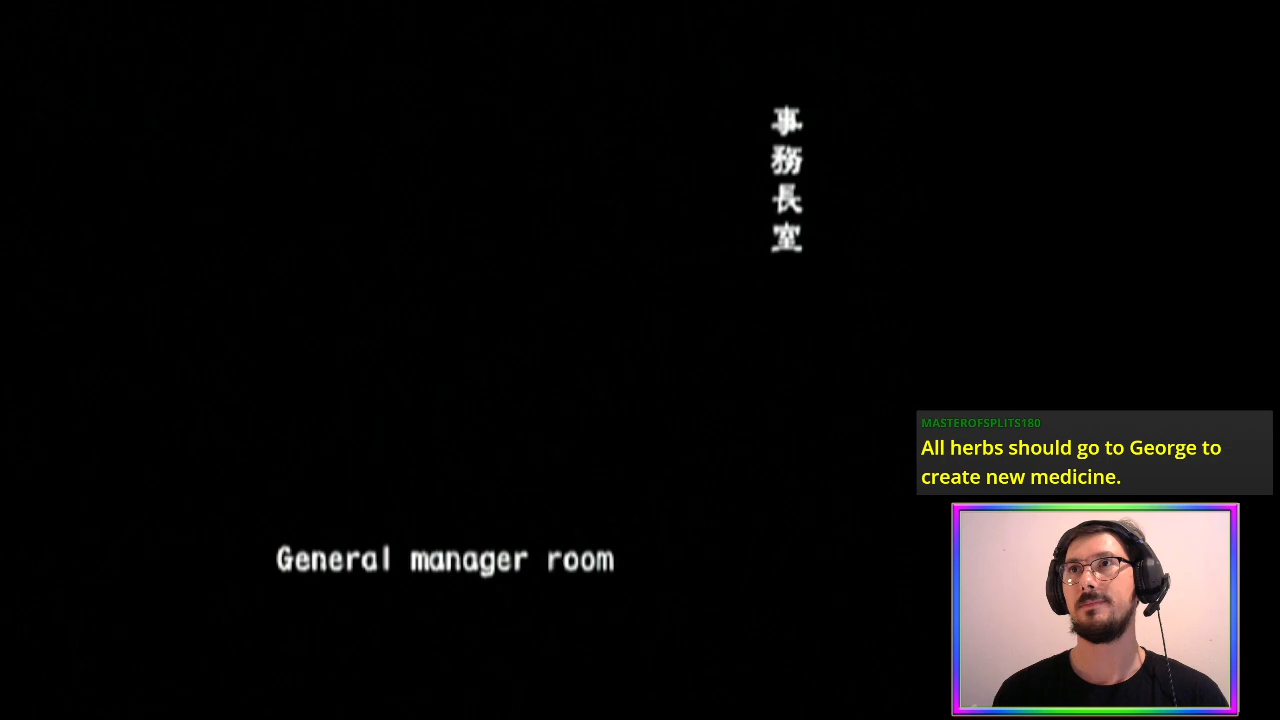 事務長室
MASTEROFSPLITS180
All herbs should go to George to
create new medicine.
General manager room